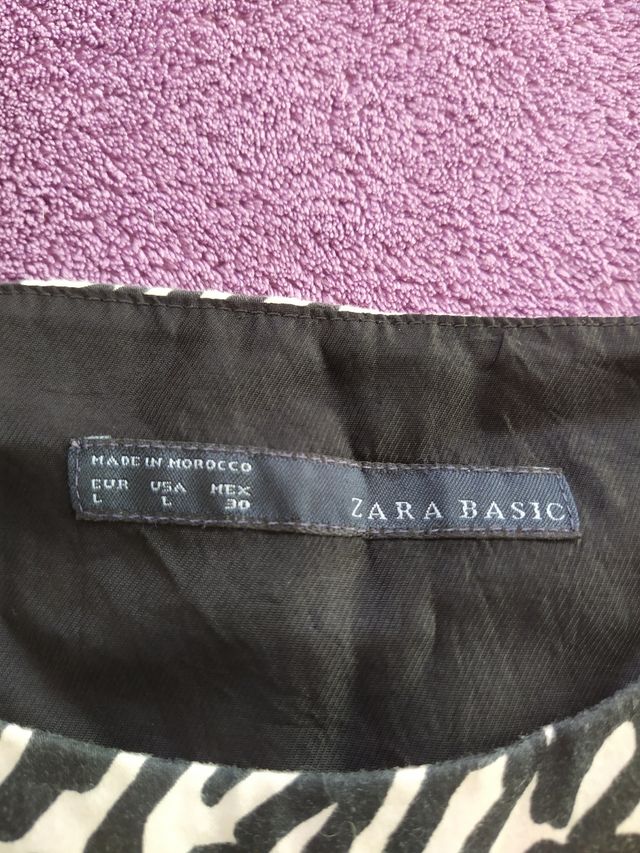 MADE IN MOROCCO
EUR USA MEX
L L 30
ZARA BASIC